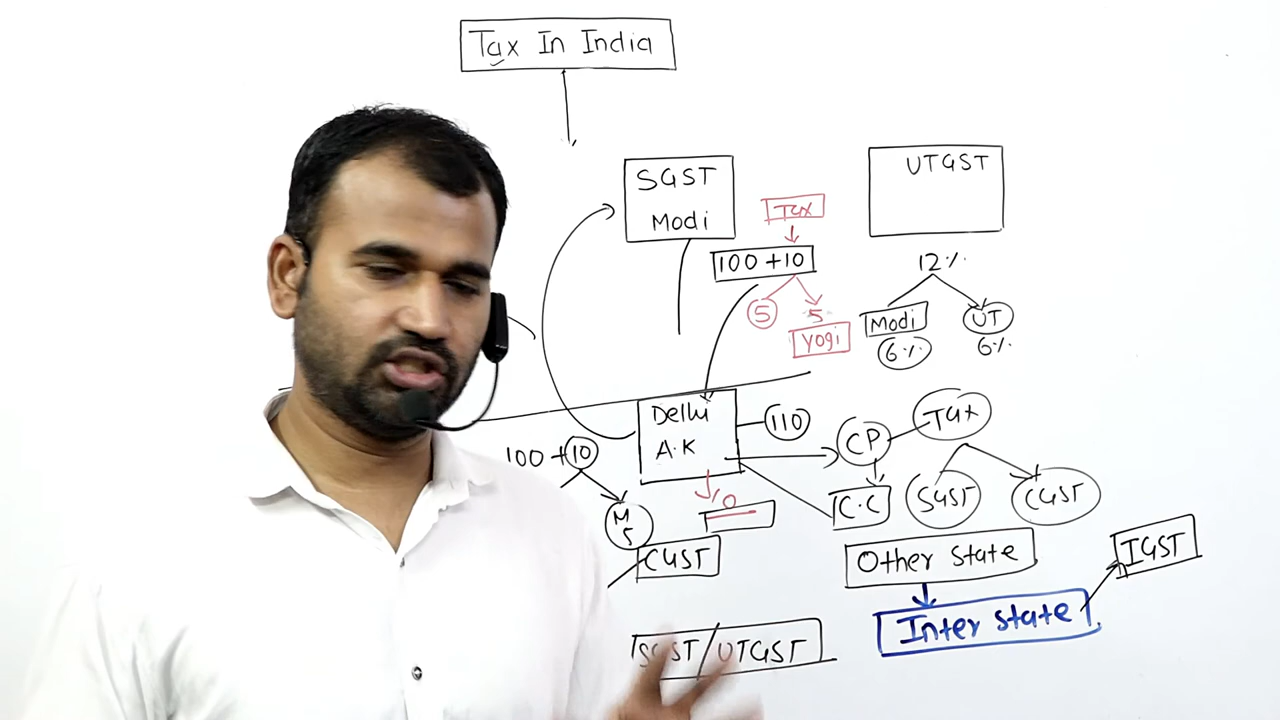 Tax In India
SGST
Modi
Tax
100 + 10
5
5
Yogi
UTGST
12%
Modi
UT
6%
6%
Delhi
A.K
110
CP
Tax
C.C
SGST
CGST
100 + 10
M
5
0
CGST
Other state
IGST
Inter state
SGST/UTGST